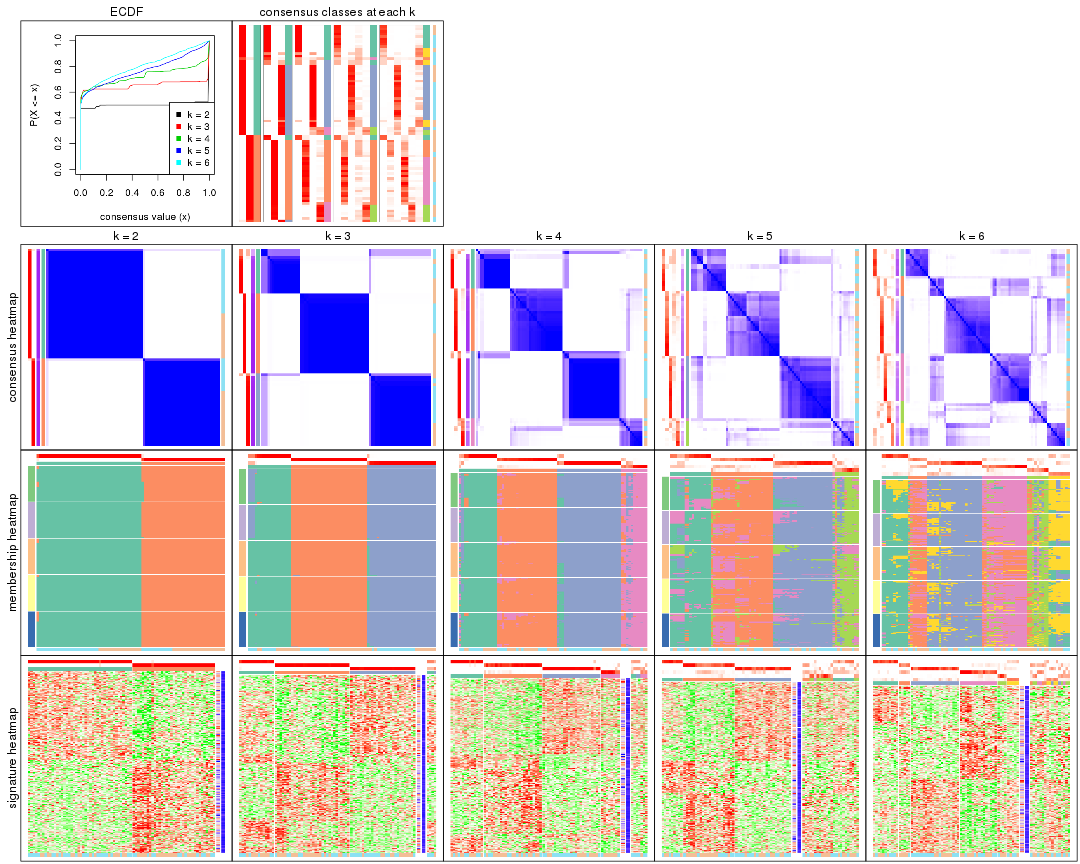 ECDF
consensus classes at each k
P(X <= x)
0.0 0.2 0.4 0.6 0.8 1.0
k = 2
k = 3
k = 4
k = 5
k = 6
0.0 0.2 0.4 0.6 0.8 1.0
consensus value (x)
k = 2 k = 3 k = 4 k = 5 k = 6
consensus heatmap
membership heatmap
signature heatmap